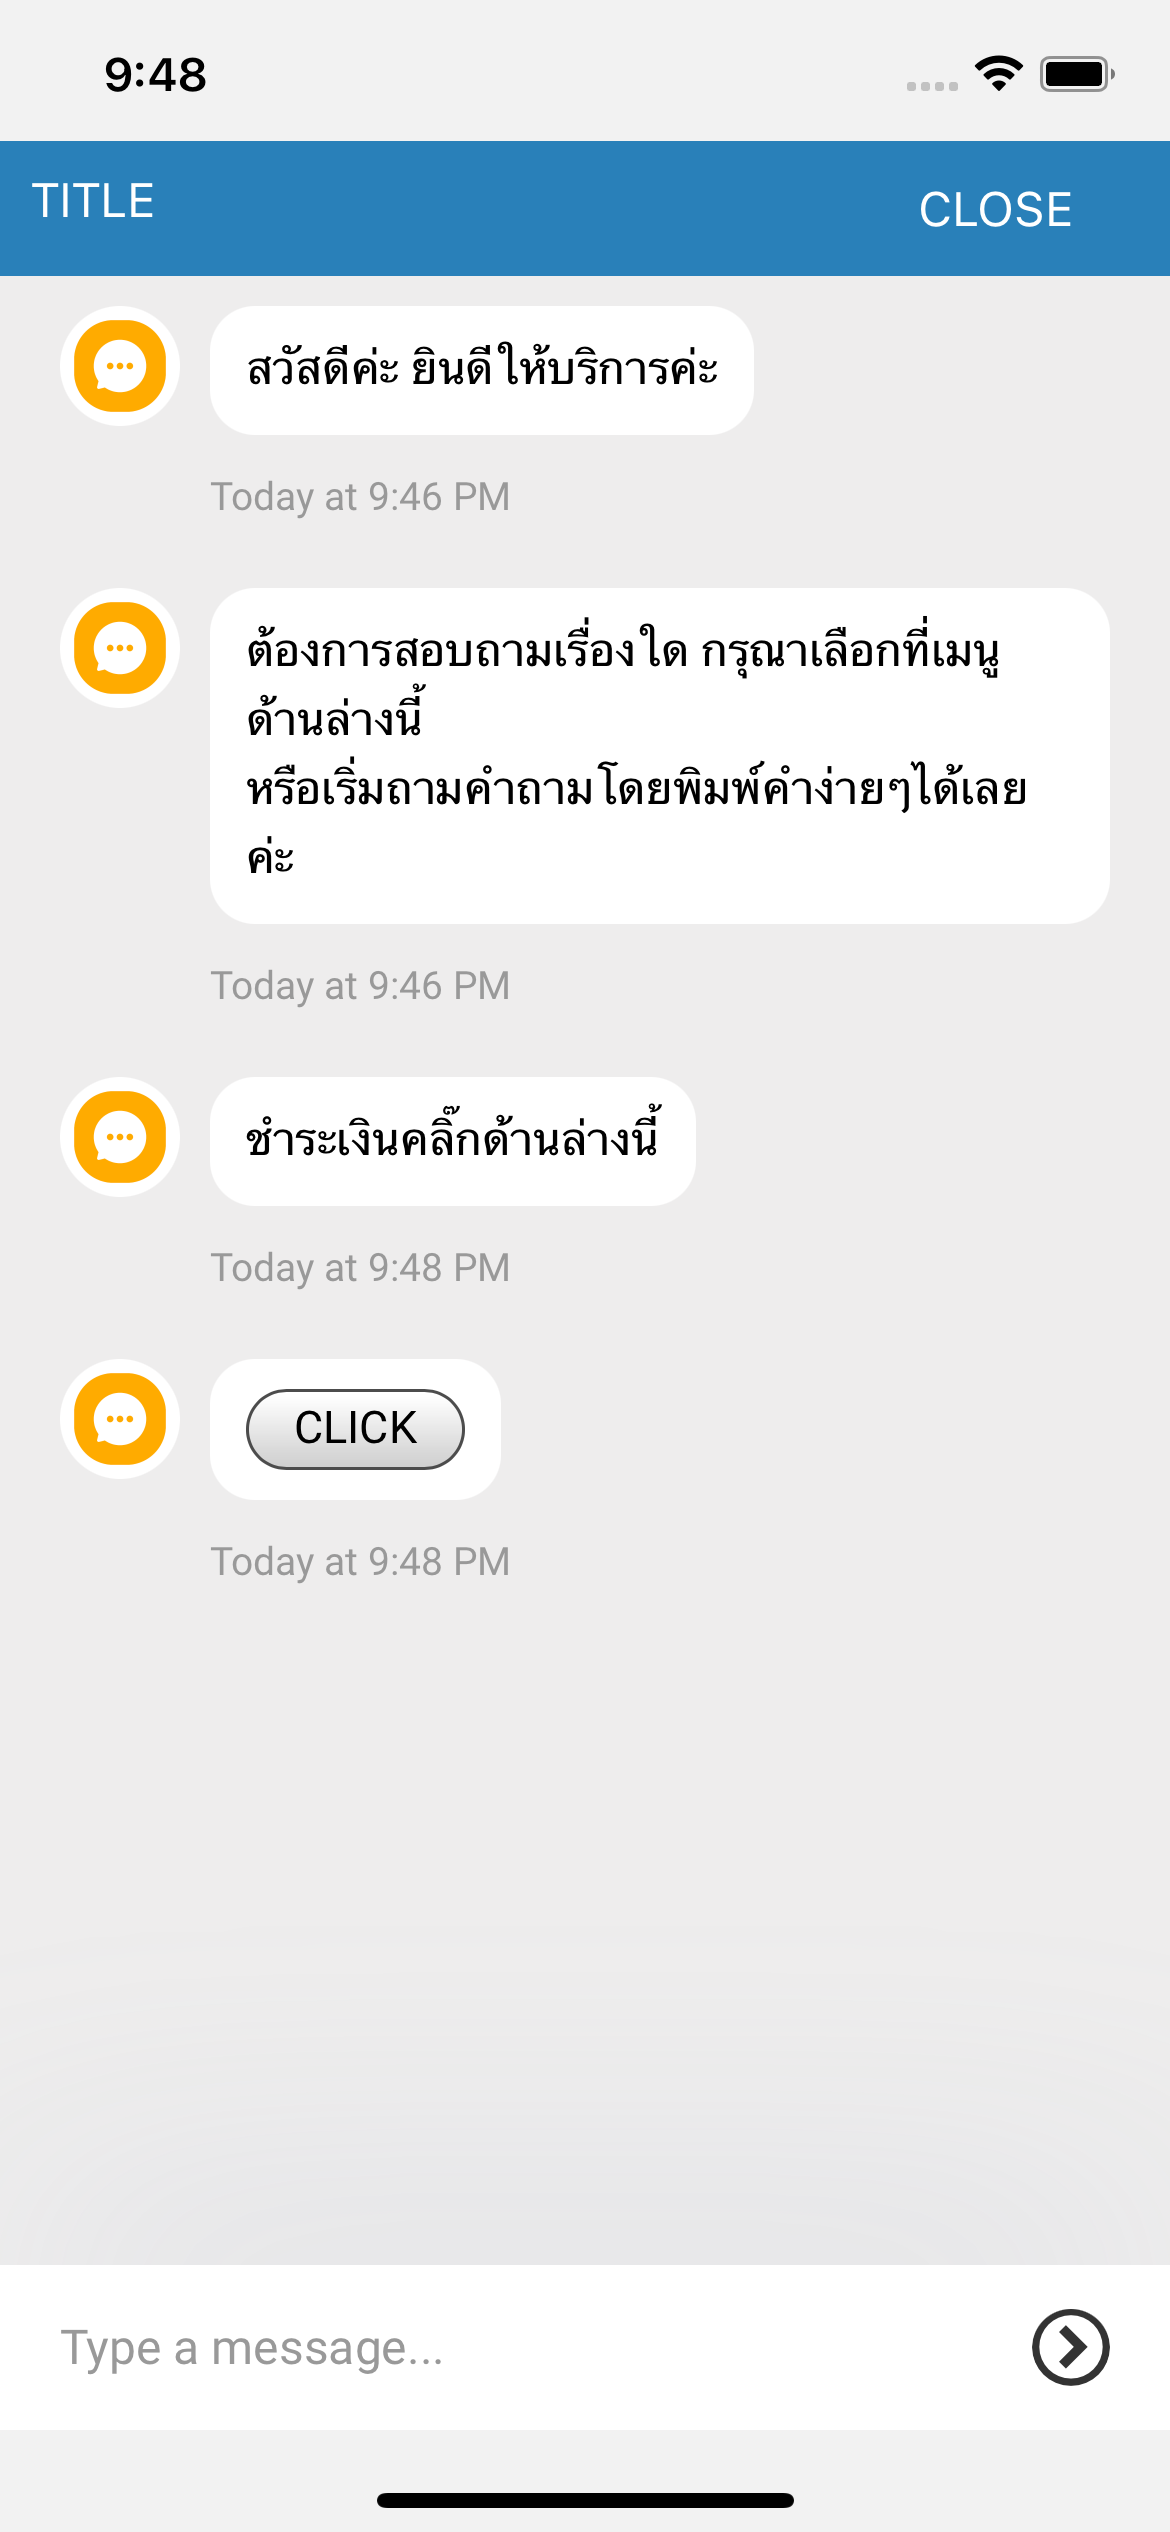 9:48
TITLE
CLOSE
สวัสดีค่ะ ยินดีให้บริการค่ะ
Today at 9:46 PM
ต้องการสอบถามเรื่องใด กรุณาเลือกที่เมนู
ด้านล่างนี้
หรือเริ่มถามคำถามโดยพิมพ์คำง่ายๆได้เลย
ค่ะ
Today at 9:46 PM
ชำระเงินคลิ๊กด้านล่างนี้
Today at 9:48 PM
CLICK
Today at 9:48 PM
Type a message...